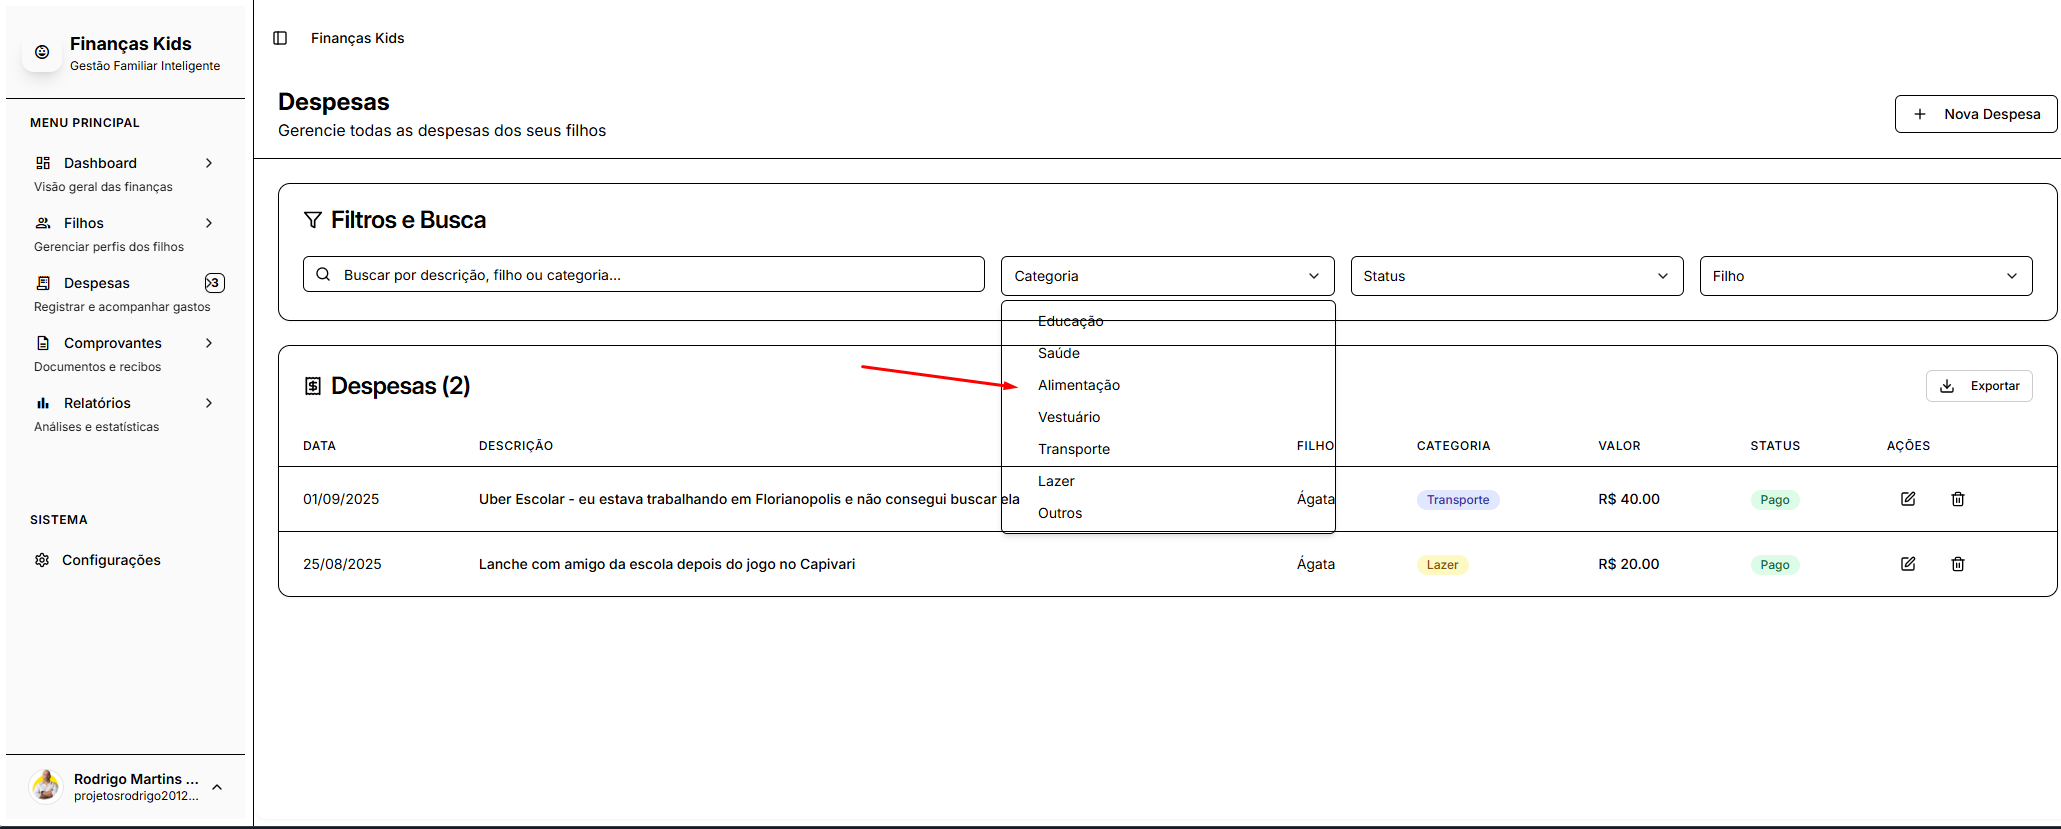 Finanças Kids
Gestão Familiar Inteligente
MENU PRINCIPAL
Dashboard
Visão geral das finanças
Filhos
Gerenciar perfis dos filhos
Despesas
3
Registrar e acompanhar gastos
Comprovantes
Documentos e recibos
Relatórios
Análises e estatísticas
SISTEMA
Configurações
Rodrigo Martins ...
projetosrodrigo2012...
Finanças Kids
Despesas
Gerencie todas as despesas dos seus filhos
Nova Despesa
Filtros e Busca
Buscar por descrição, filho ou categoria...
Categoria
Status
Filho
Educação
Saúde
Alimentação
Vestuário
Transporte
Lazer
Outros
Despesas (2)
Exportar
DATA DESCRIÇÃO FILHO CATEGORIA VALOR STATUS AÇÕES
01/09/2025 Uber Escolar - eu estava trabalhando em Florianopolis e não consegui buscar ela Ágata Transporte R$ 40.00 Pago
25/08/2025 Lanche com amigo da escola depois do jogo no Capivari Ágata Lazer R$ 20.00 Pago